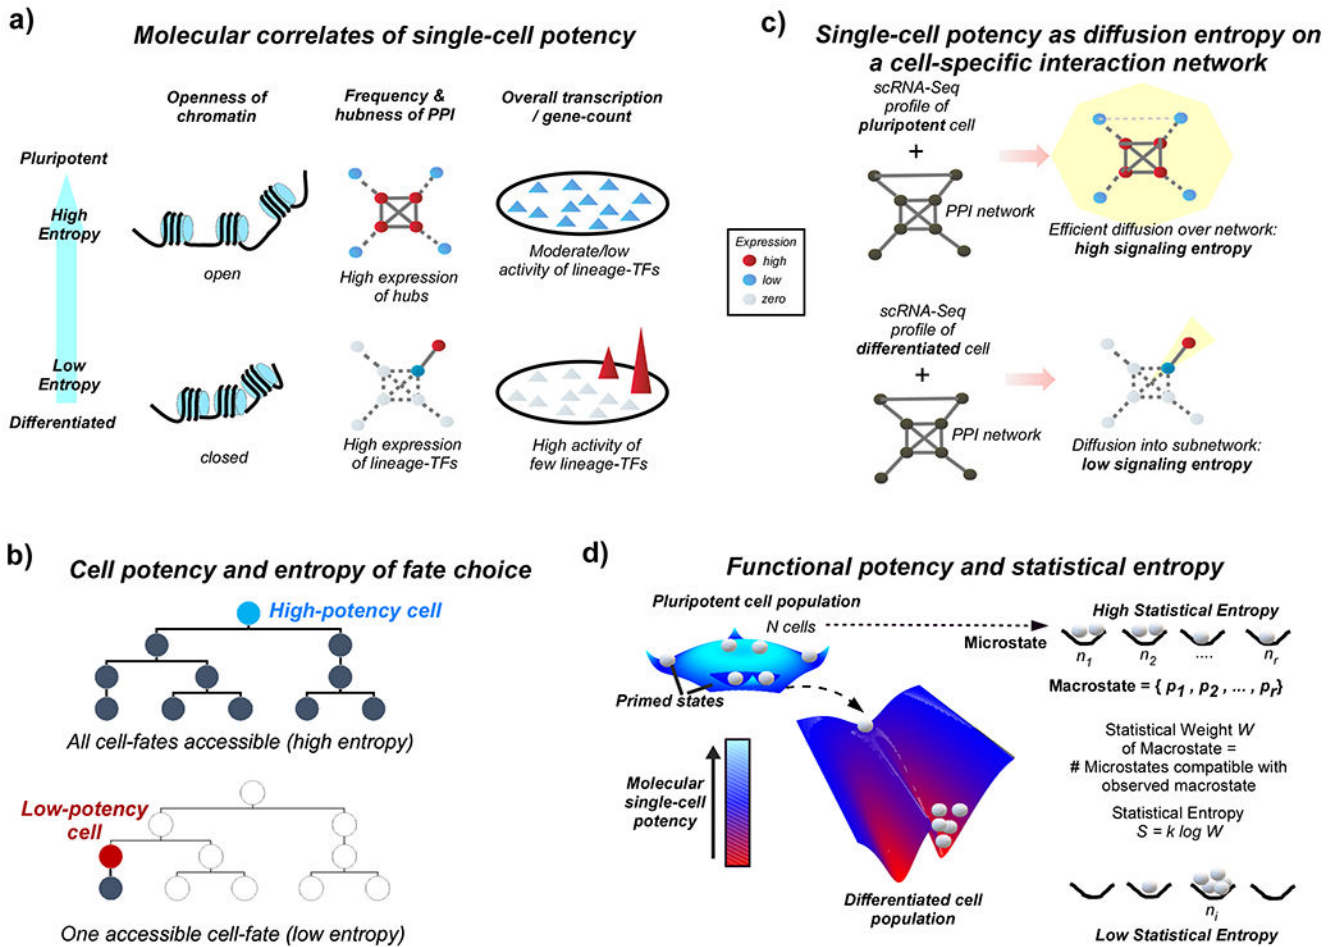 a)
Molecular correlates of single-cell potency
Openness of
chromatin
Frequency &
hubness of PPI
Overall transcription
/ gene-count
Pluripotent
High
Entropy
open
High expression
of hubs
Moderate/low
activity of lineage-TFs
Low
Entropy
Differentiated
closed
High expression
of lineage-TFs
High activity of
few lineage-TFs
c)
Single-cell potency as diffusion entropy on
a cell-specific interaction network
scRNA-Seq
profile of
pluripotent cell
+
PPI network
Efficient diffusion over network:
high signaling entropy
Expression
high
low
zero
scRNA-Seq
profile of
differentiated cell
+
PPI network
Diffusion into subnetwork:
low signaling entropy
b)
Cell potency and entropy of fate choice
High-potency cell
All cell-fates accessible (high entropy)
Low-potency
cell
One accessible cell-fate (low entropy)
d)
Functional potency and statistical entropy
Pluripotent cell population
N cells
Primed states
Molecular
single-cell
potency
Differentiated cell
population
High Statistical Entropy
Microstate
n1 n2 .... nr
Macrostate = { p1 , p2 , ... , pr}
Statistical Weight W
of Macrostate =
# Microstates compatible with
observed macrostate
Statistical Entropy
S = k log W
ni
Low Statistical Entropy